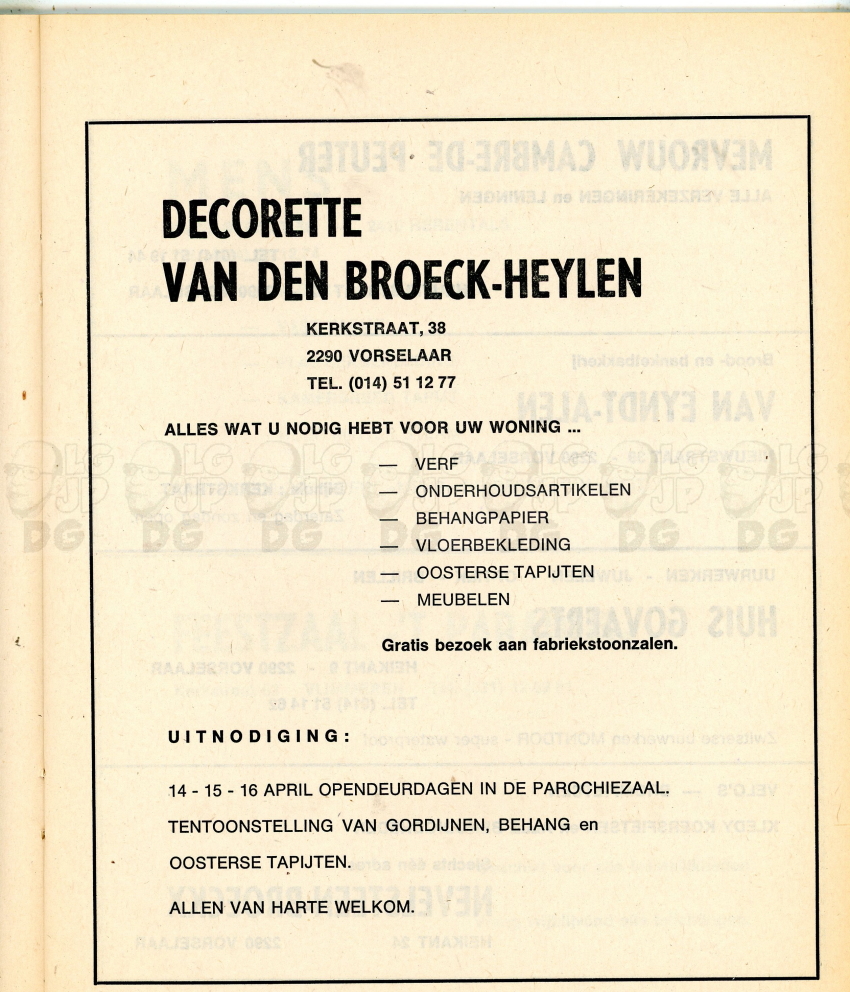 DECORETTE
VAN DEN BROECK-HEYLEN
KERKSTRAAT, 38
2290 VORSELAAR
TEL. (014) 51 12 77
ALLES WAT U NODIG HEBT VOOR UW WONING ...
— VERF
— ONDERHOUDSARTIKELEN
— BEHANGPAPIER
— VLOERBEKLEDING
— OOSTERSE TAPIJTEN
— MEUBELEN
Gratis bezoek aan fabriekstoonzalen.
UITNODIGING:
14 - 15 - 16 APRIL OPENDEURDAGEN IN DE PAROCHIEZAAL.
TENTOONSTELLING VAN GORDIJNEN, BEHANG en
OOSTERSE TAPIJTEN.
ALLEN VAN HARTE WELKOM.